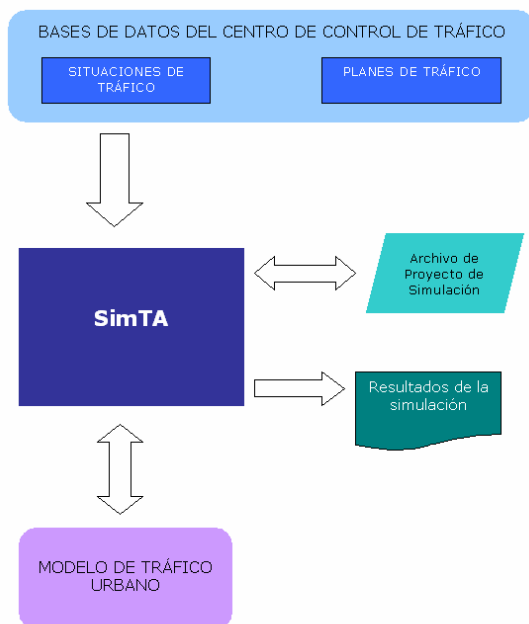 BASES DE DATOS DEL CENTRO DE CONTROL DE TRÁFICO
SITUACIONES DE
TRÁFICO
PLANES DE TRÁFICO
SimTA
Archivo de
Proyecto de
Simulación
Resultados de la
simulación
MODELO DE TRÁFICO
URBANO